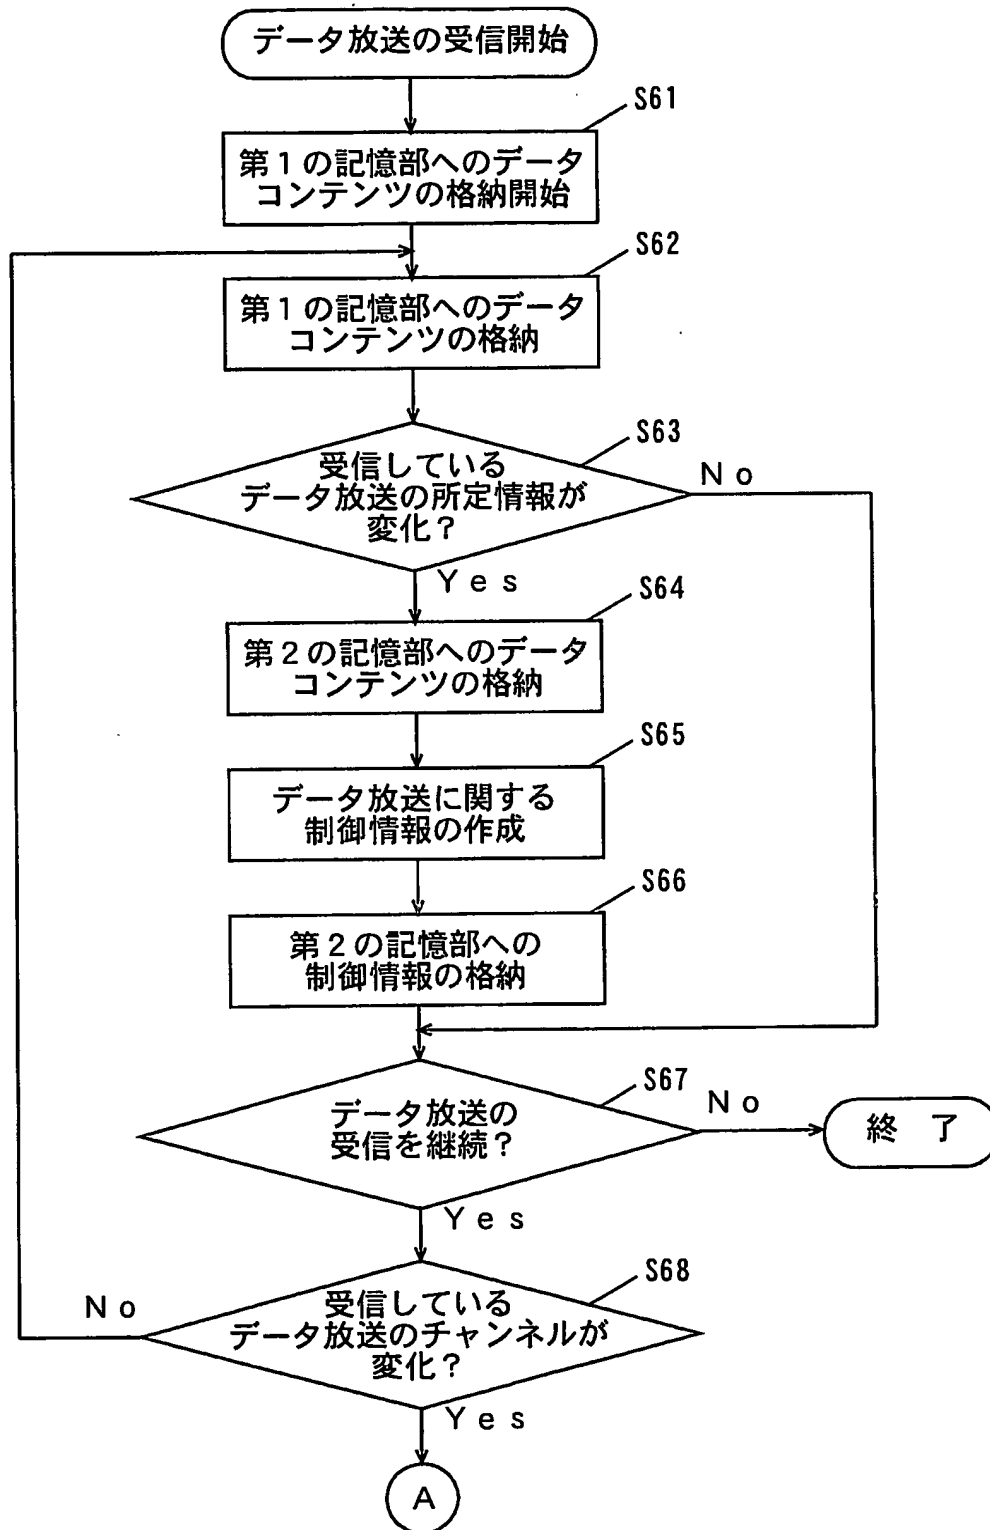 データ放送の受信開始
S61
第1の記憶部へのデータ
コンテンツの格納開始
S62
第1の記憶部へのデータ
コンテンツの格納
S63
受信している
データ放送の所定情報が
変化？
No
Yes
S64
第2の記憶部へのデータ
コンテンツの格納
S65
データ放送に関する
制御情報の作成
S66
第2の記憶部への
制御情報の格納
S67
データ放送の
受信を継続？
No
終 了
Yes
S68
受信している
データ放送のチャンネルが
変化？
No
Yes
A